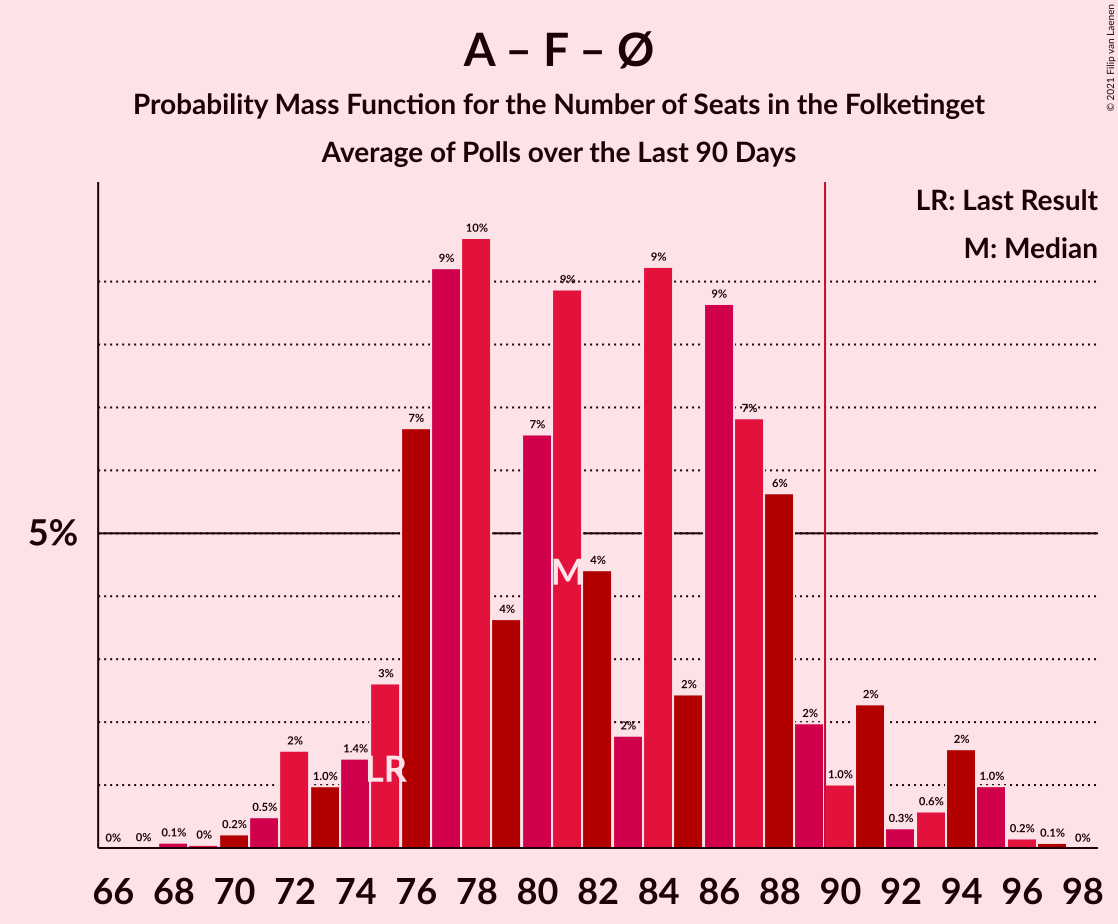 A – F – Ø
Probability Mass Function for the Number of Seats in the Folketinget
Average of Polls over the Last 90 Days
© 2021 Filip van Laenen
LR: Last Result
M: Median
5%
0% 0% 0.1% 0% 0.2% 0.5% 2% 1.0% 1.4% 3% 7% 9% 10% 4% 7% 9% 4% 2% 9% 2% 9% 7% 6% 2% 1.0% 2% 0.3% 0.6% 2% 1.0% 0.2% 0.1% 0%
M
LR
66 68 70 72 74 76 78 80 82 84 86 88 90 92 94 96 98